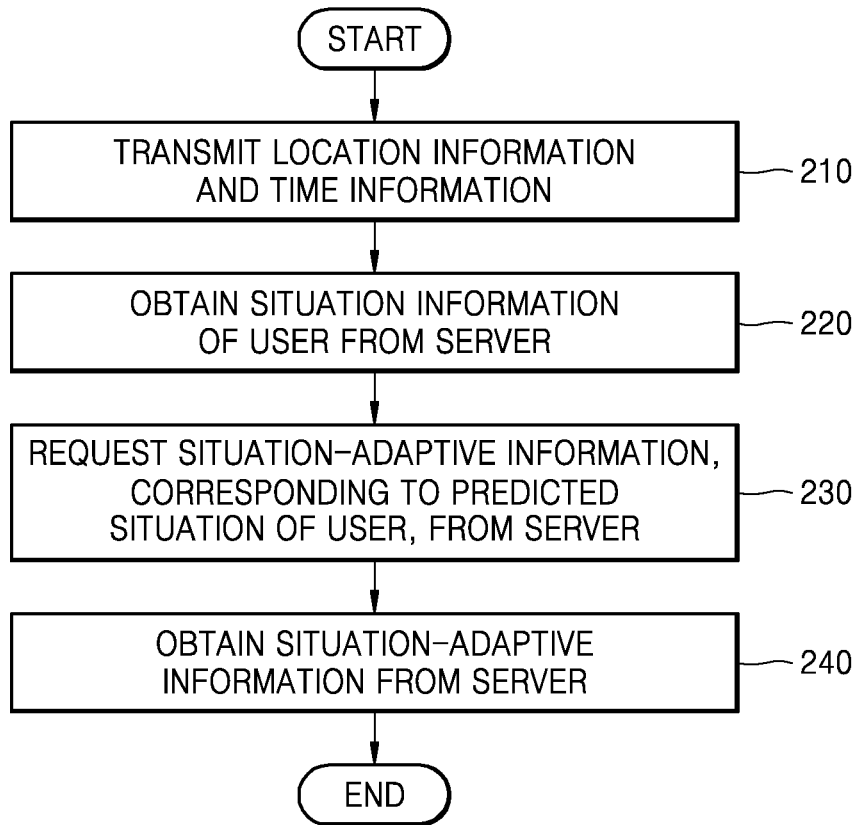 START
TRANSMIT LOCATION INFORMATION
AND TIME INFORMATION
210
OBTAIN SITUATION INFORMATION
OF USER FROM SERVER
220
REQUEST SITUATION-ADAPTIVE INFORMATION,
CORRESPONDING TO PREDICTED
SITUATION OF USER, FROM SERVER
230
OBTAIN SITUATION-ADAPTIVE
INFORMATION FROM SERVER
240
END